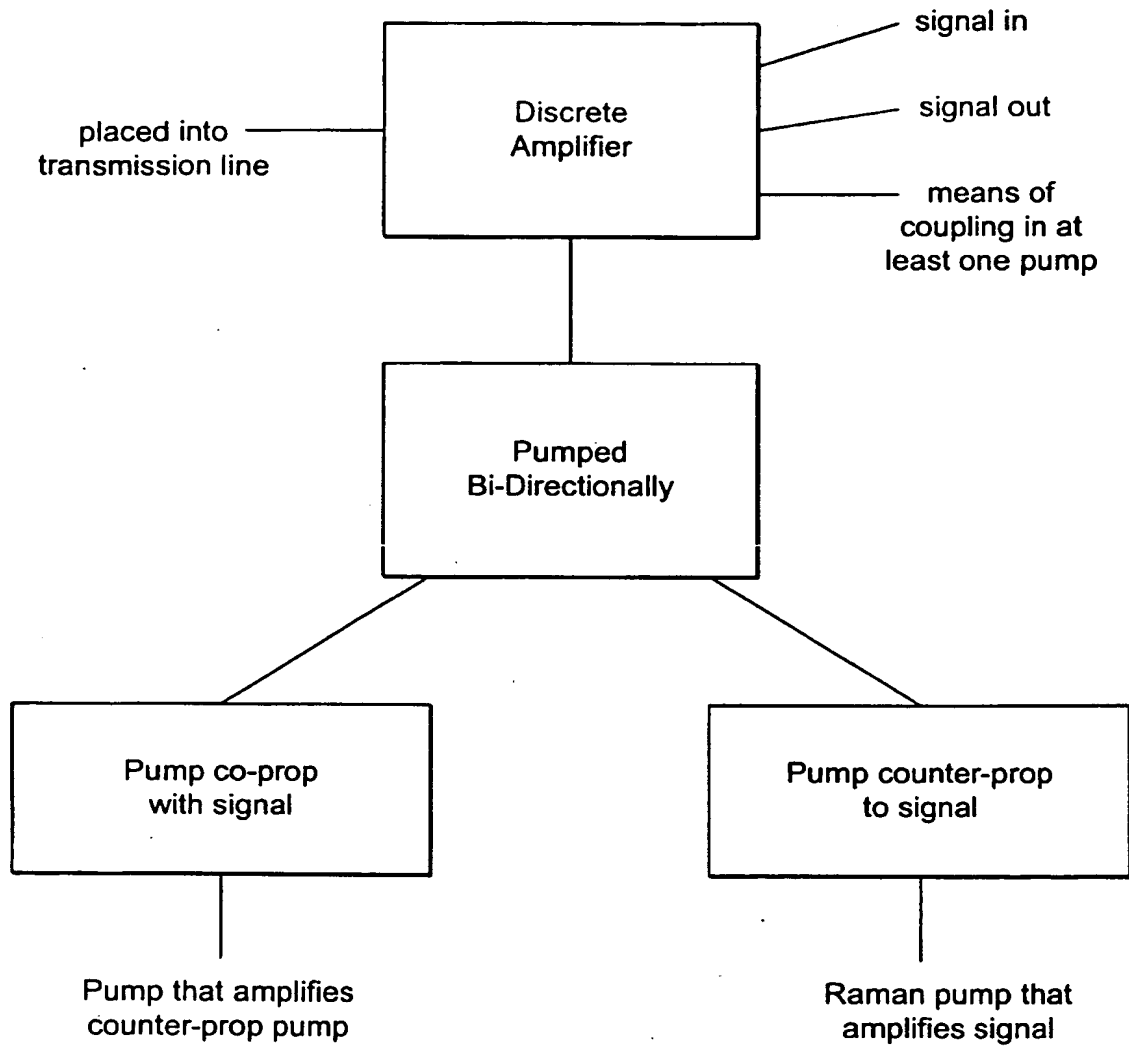 signal in
Discrete
Amplifier
signal out
placed into
transmission line
means of
coupling in at
least one pump
Pumped
Bi-Directionally
Pump co-prop
with signal
Pump counter-prop
to signal
Pump that amplifies
counter-prop pump
Raman pump that
amplifies signal